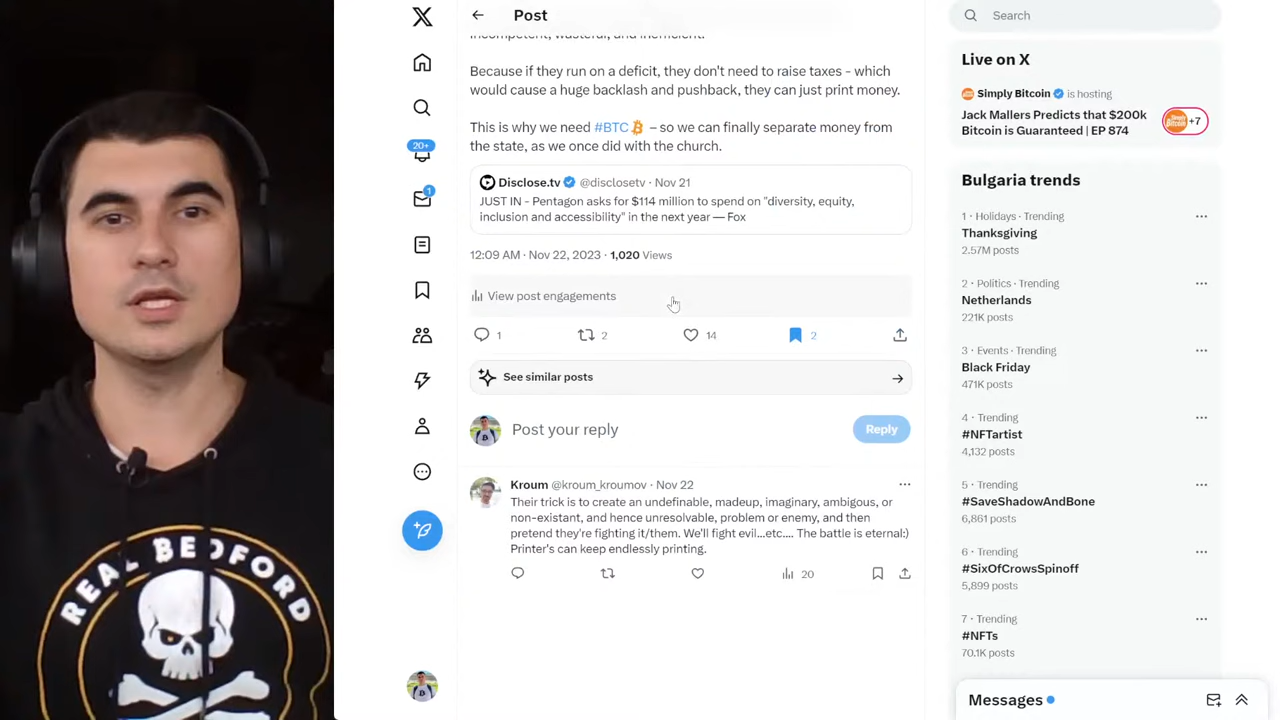 Post
incompetent, wasteful, and inefficient.
Because if they run on a deficit, they don't need to raise taxes - which
would cause a huge backlash and pushback, they can just print money.
This is why we need #BTC – so we can finally separate money from
the state, as we once did with the church.
Disclose.tv @disclosetv · Nov 21
JUST IN - Pentagon asks for $114 million to spend on "diversity, equity,
inclusion and accessibility" in the next year — Fox
12:09 AM · Nov 22, 2023 · 1,020 Views
View post engagements
1 2 14 2
See similar posts
Post your reply
Reply
Kroum @kroum_kroumov · Nov 22
Their trick is to create an undefinable, madeup, imaginary, ambiguous, or
non-existant, and hence unresolvable, problem or enemy, and then
pretend they're fighting it/them. We'll fight evil...etc.... The battle is eternal:)
Printer's can keep endlessly printing.
20
20+
1
Search
Live on X
Simply Bitcoin is hosting
Jack Mallers Predicts that $200k
Bitcoin is Guaranteed | EP 874
+7
Bulgaria trends
1 · Holidays · Trending
Thanksgiving
2.57M posts
2 · Politics · Trending
Netherlands
221K posts
3 · Events · Trending
Black Friday
471K posts
4 · Trending
#NFTartist
4,132 posts
5 · Trending
#SaveShadowAndBone
6,861 posts
6 · Trending
#SixOfCrowsSpinoff
5,899 posts
7 · Trending
#NFTs
70.1K posts
Messages
REAL BEDFORD